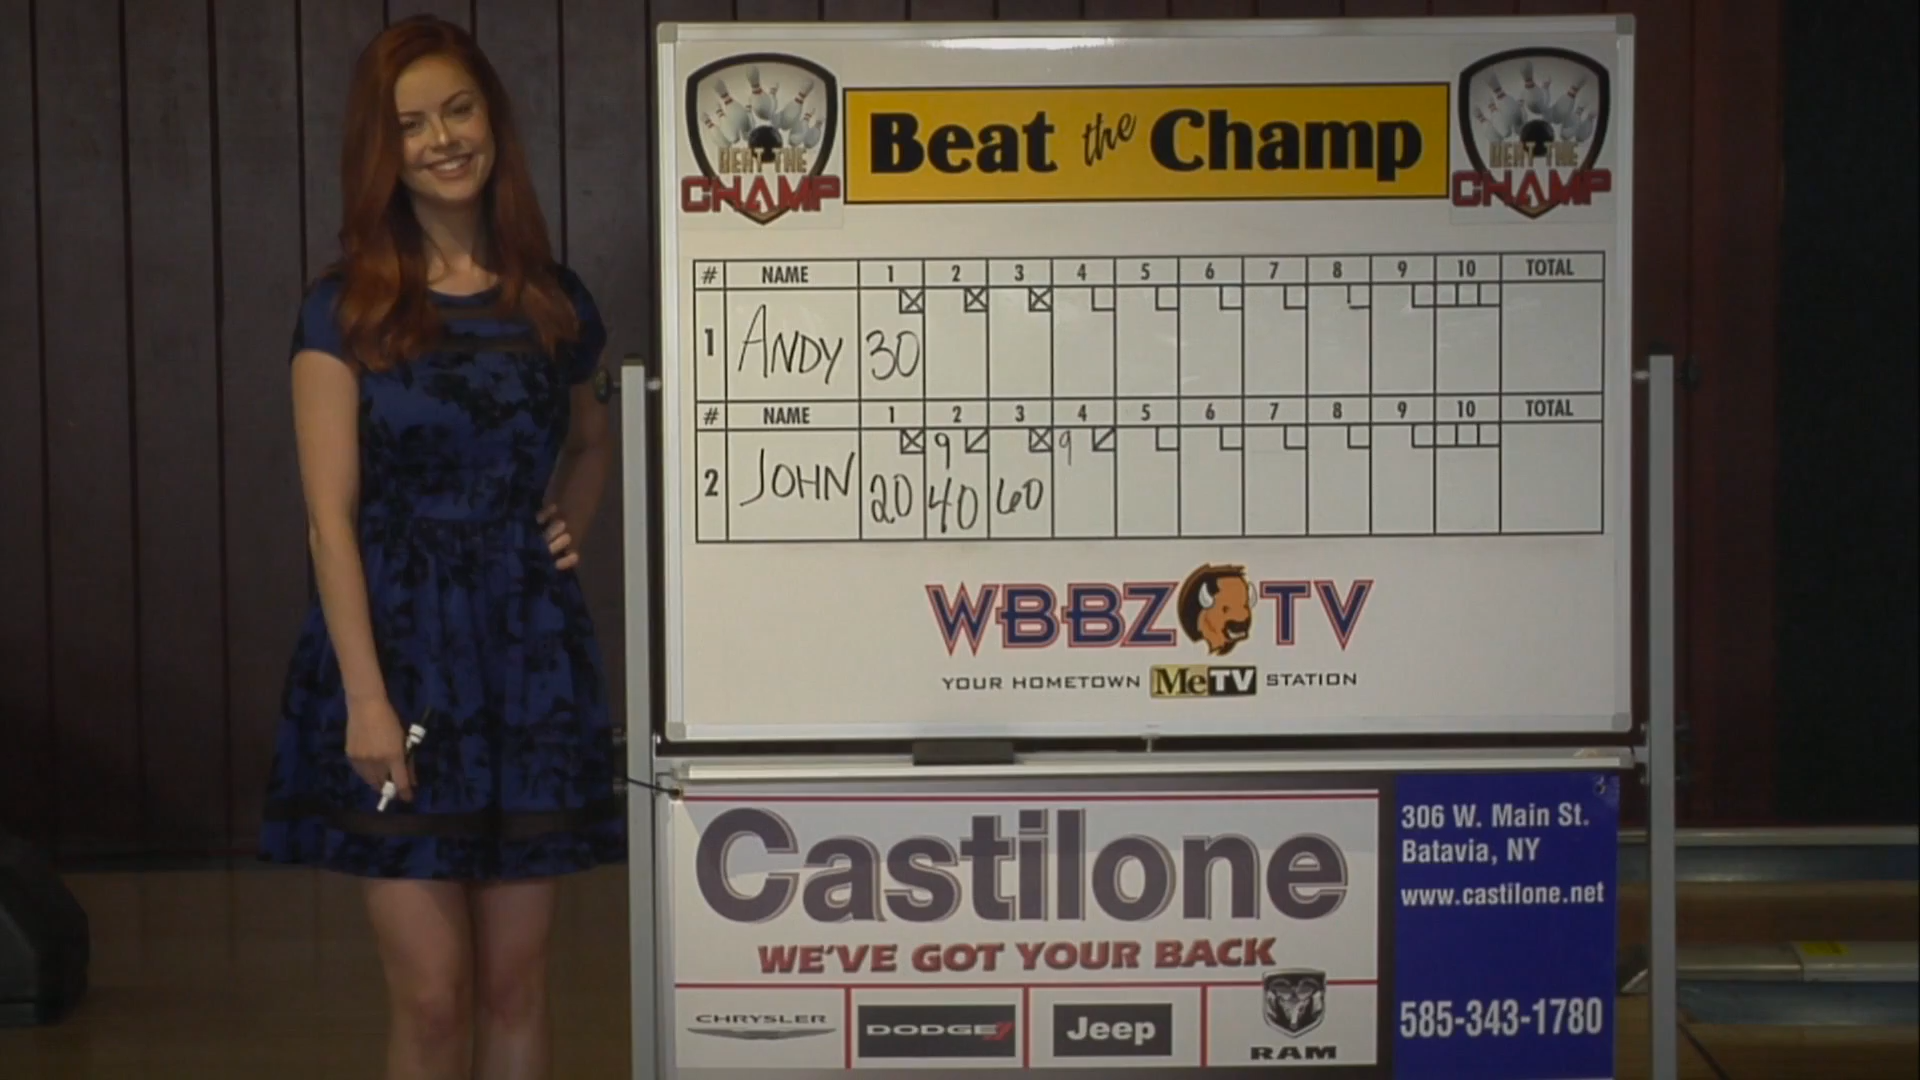 BEAT THE CHAMP
Beat the Champ
BEAT THE CHAMP
# NAME 1 2 3 4 5 6 7 8 9 10 TOTAL
X X X
1 ANDY 30
# NAME 1 2 3 4 5 6 7 8 9 10 TOTAL
X 9 / X 9 /
2 JOHN 20 40 60
WBBZ TV
YOUR HOMETOWN MeTV STATION
Castilone
WE'VE GOT YOUR BACK
CHRYSLER
DODGE
Jeep
RAM
306 W. Main St.
Batavia, NY
www.castilone.net
585-343-1780